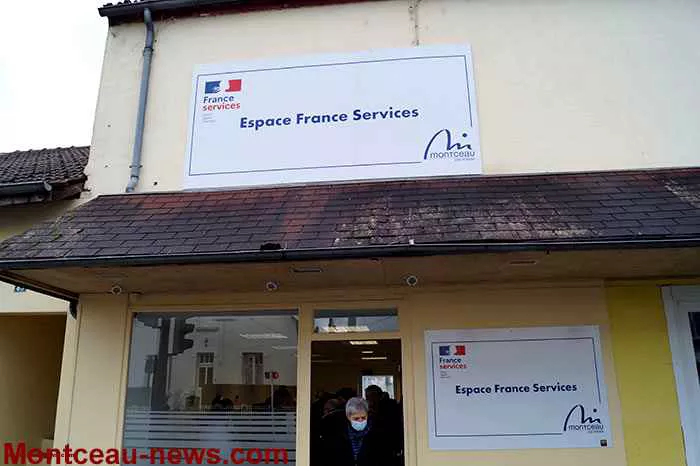 France
services
Espace France Services
montceau
France
services
Espace France Services
montceau
Montceau-news.com